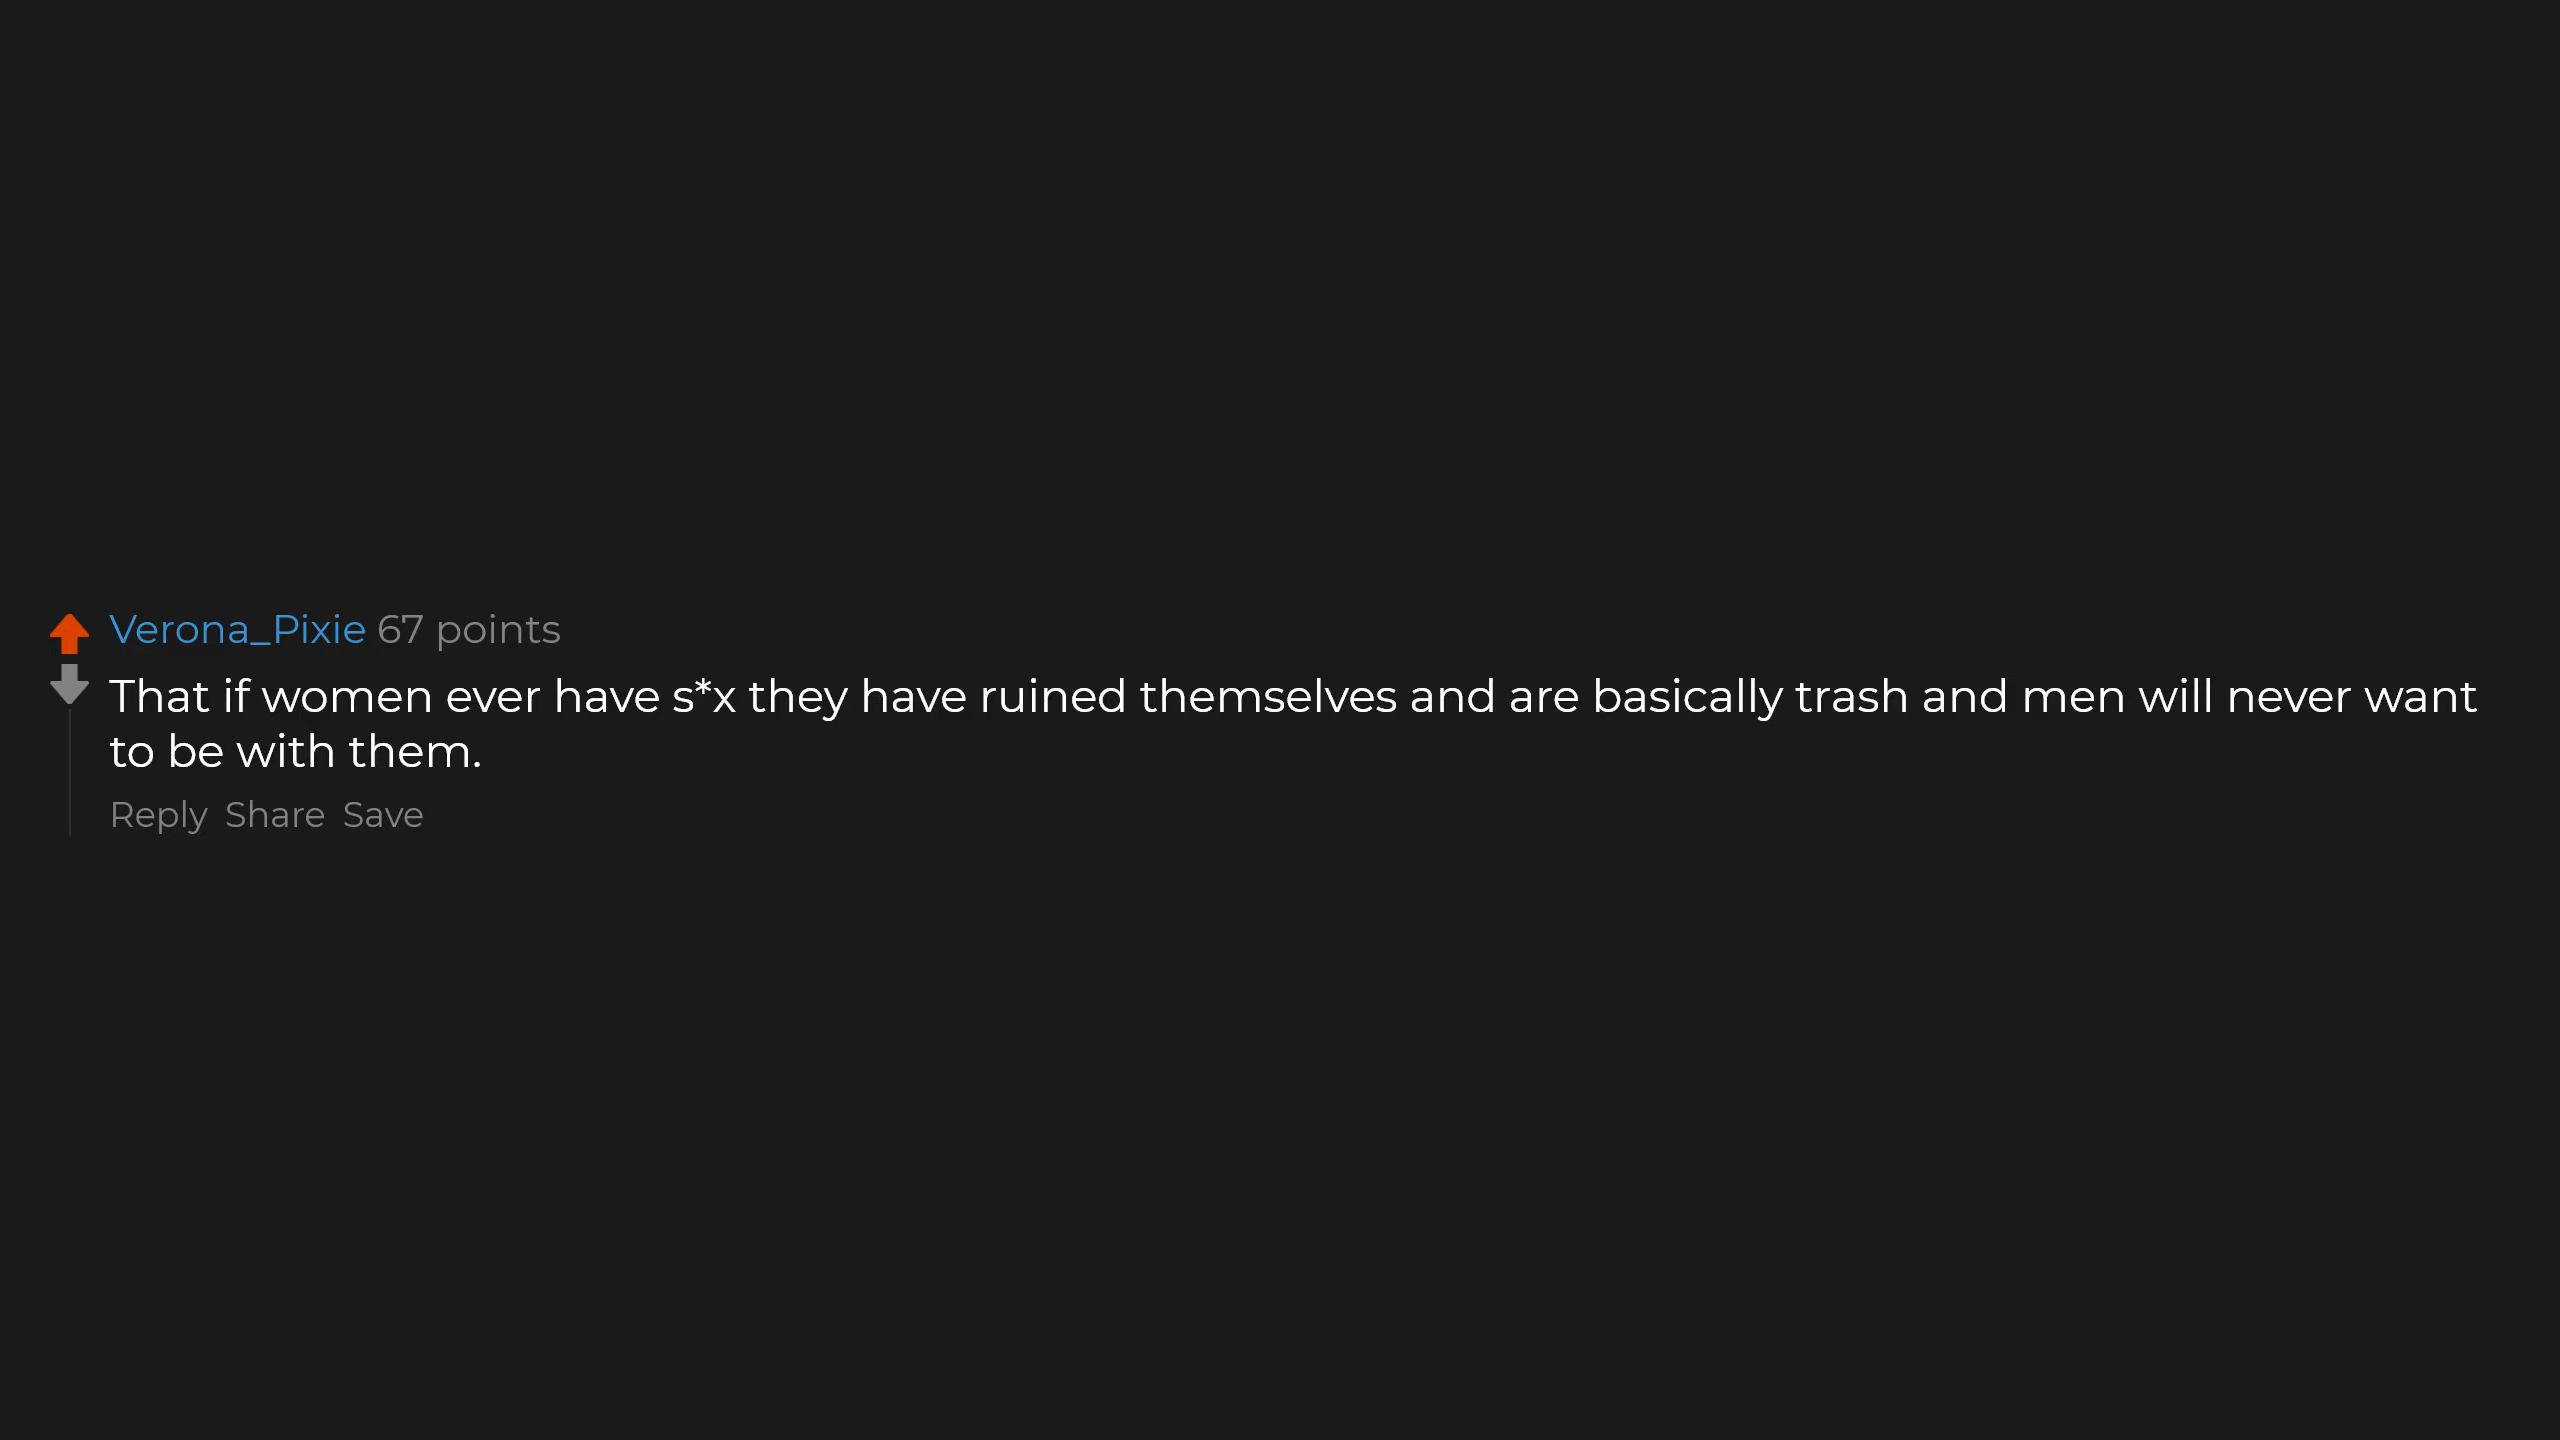 Verona_Pixie 67 points
That if women ever have s*x they have ruined themselves and are basically trash and men will never want
to be with them.
Reply Share Save